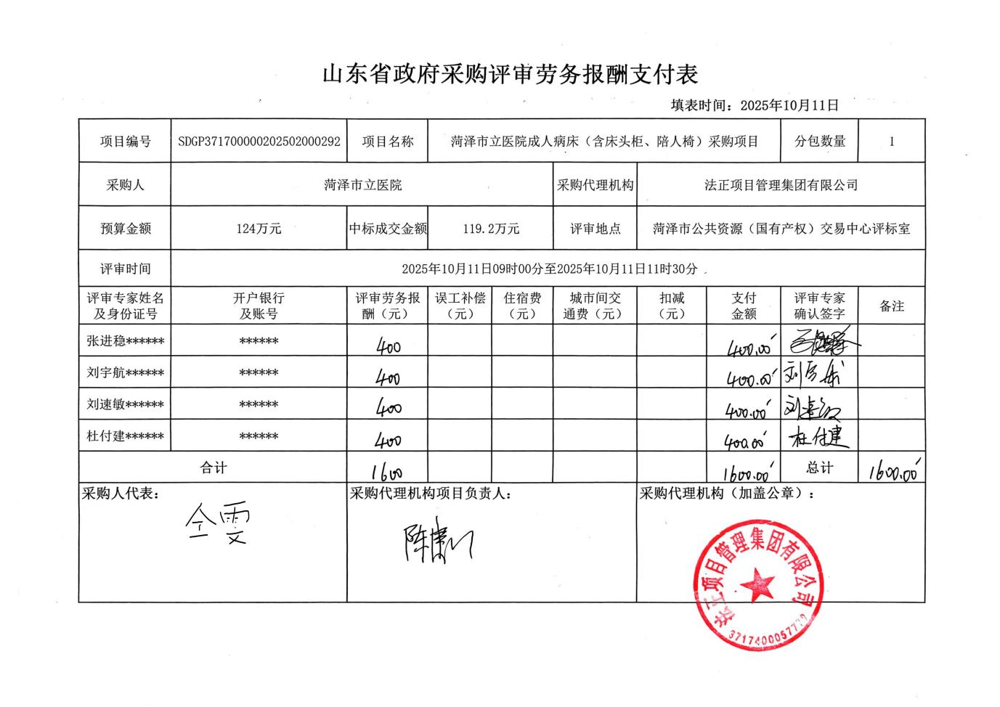 山东省政府采购评审劳务报酬支付表
填表时间：2025年10月11日
项目编号 SDGP371700000202502000292 项目名称 菏泽市立医院成人病床（含床头柜、陪人椅）采购项目 分包数量 1
采购人 菏泽市立医院 采购代理机构 法正项目管理集团有限公司
预算金额 124万元 中标成交金额 119.2万元 评审地点 菏泽市公共资源（国有产权）交易中心评标室
评审时间 2025年10月11日09时00分至2025年10月11日11时30分
评审专家姓名及身份证号 开户银行及账号 评审劳务报酬（元） 误工补偿（元） 住宿费（元） 城市间交通费（元） 扣减（元） 支付金额 评审专家确认签字 备注
张进稳****** ****** 400 400.00
刘宇航****** ****** 400 400.00 刘宇航
刘速敏****** ****** 400 400.00 刘速敏
杜付建****** ****** 400 400.00 杜付建
合计 1600 1600.00 总计 1600.00
采购人代表： 采购代理机构项目负责人： 采购代理机构（加盖公章）：
仝雯
法正项目管理集团有限公司